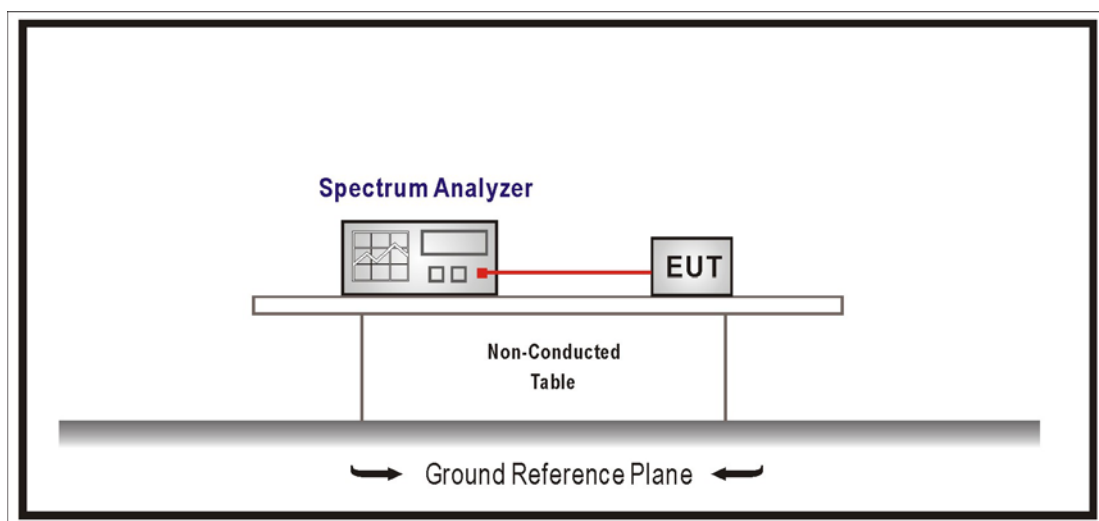 Spectrum Analyzer
EUT
Non-Conducted
Table
Ground Reference Plane